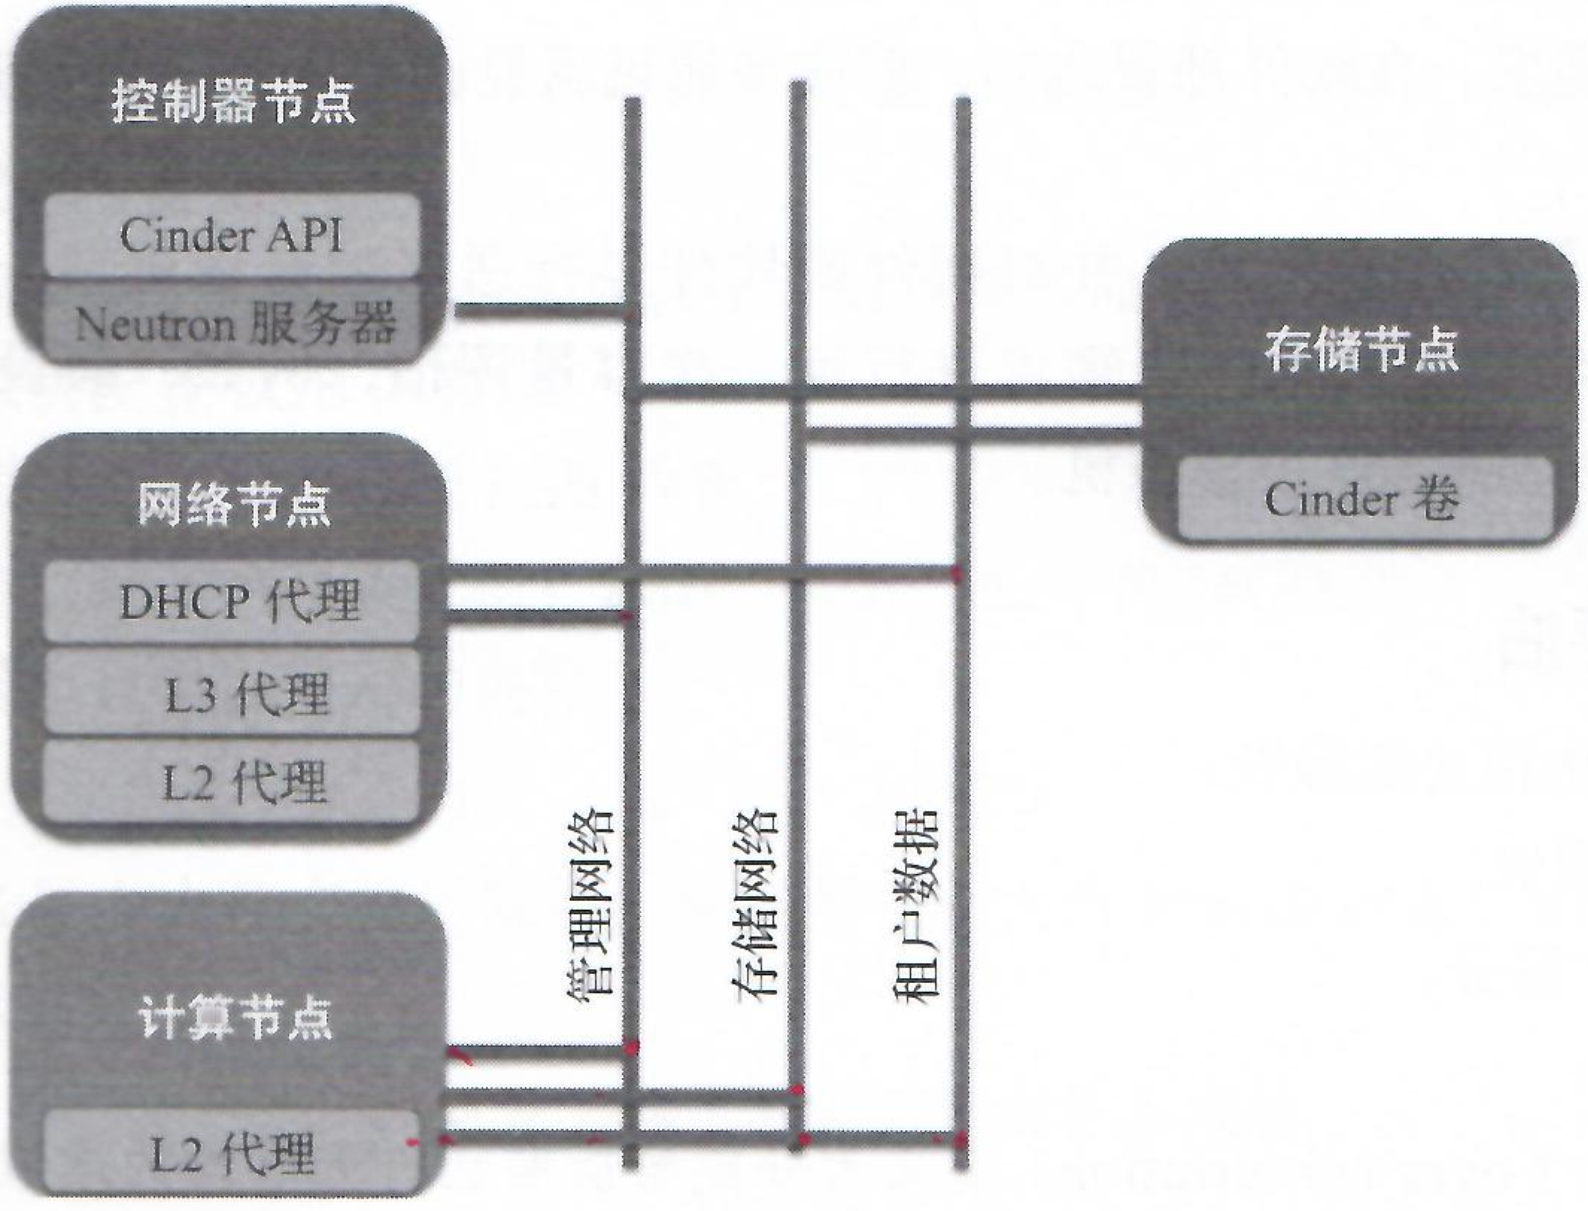 控制器节点
Cinder API
Neutron 服务器
网络节点
DHCP 代理
L3 代理
L2 代理
计算节点
L2 代理
管理网络
存储网络
租户数据
存储节点
Cinder 卷